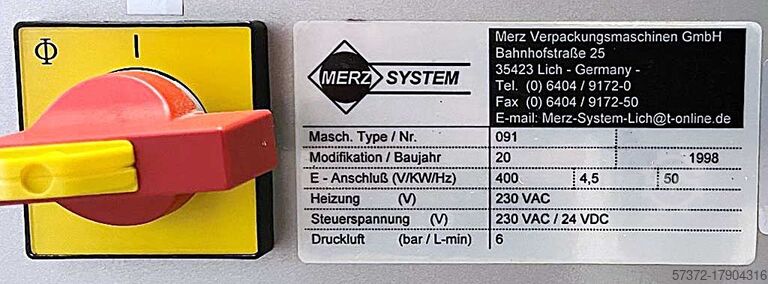 Φ I
MERZ SYSTEM
Merz Verpackungsmaschinen GmbH
Bahnhofstraße 25
35423 Lich - Germany -
Tel. (0) 6404 / 9172-0
Fax (0) 6404 / 9172-50
E-mail: Merz-System-Lich@t-online.de
Masch. Type / Nr. 091
Modifikation / Baujahr 20 1998
E - Anschluß (V/KW/Hz) 400 4,5 50
Heizung (V) 230 VAC
Steuerspannung (V) 230 VAC / 24 VDC
Druckluft (bar / L-min) 6
57372-17904316